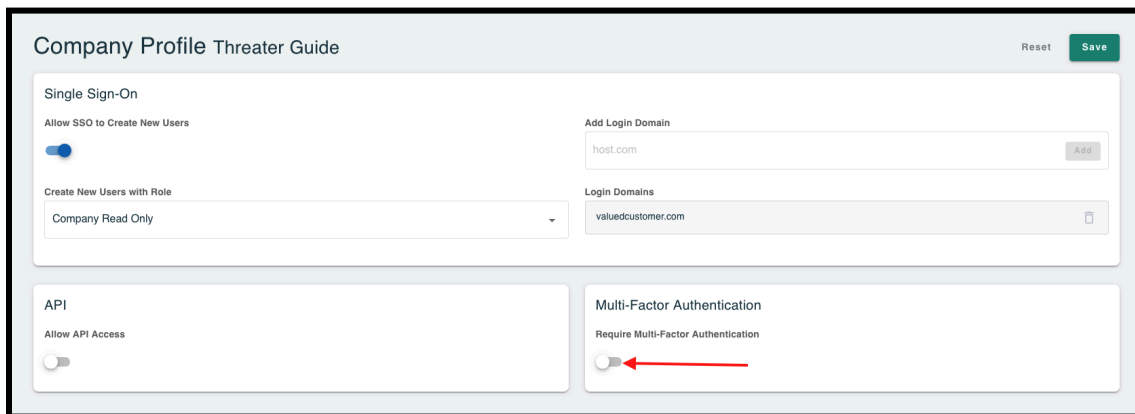 Company Profile Threater Guide
Reset
Save
Single Sign-On
Allow SSO to Create New Users
Add Login Domain
host.com
Add
Create New Users with Role
Login Domains
Company Read Only
valuedcustomer.com
API
Multi-Factor Authentication
Allow API Access
Require Multi-Factor Authentication